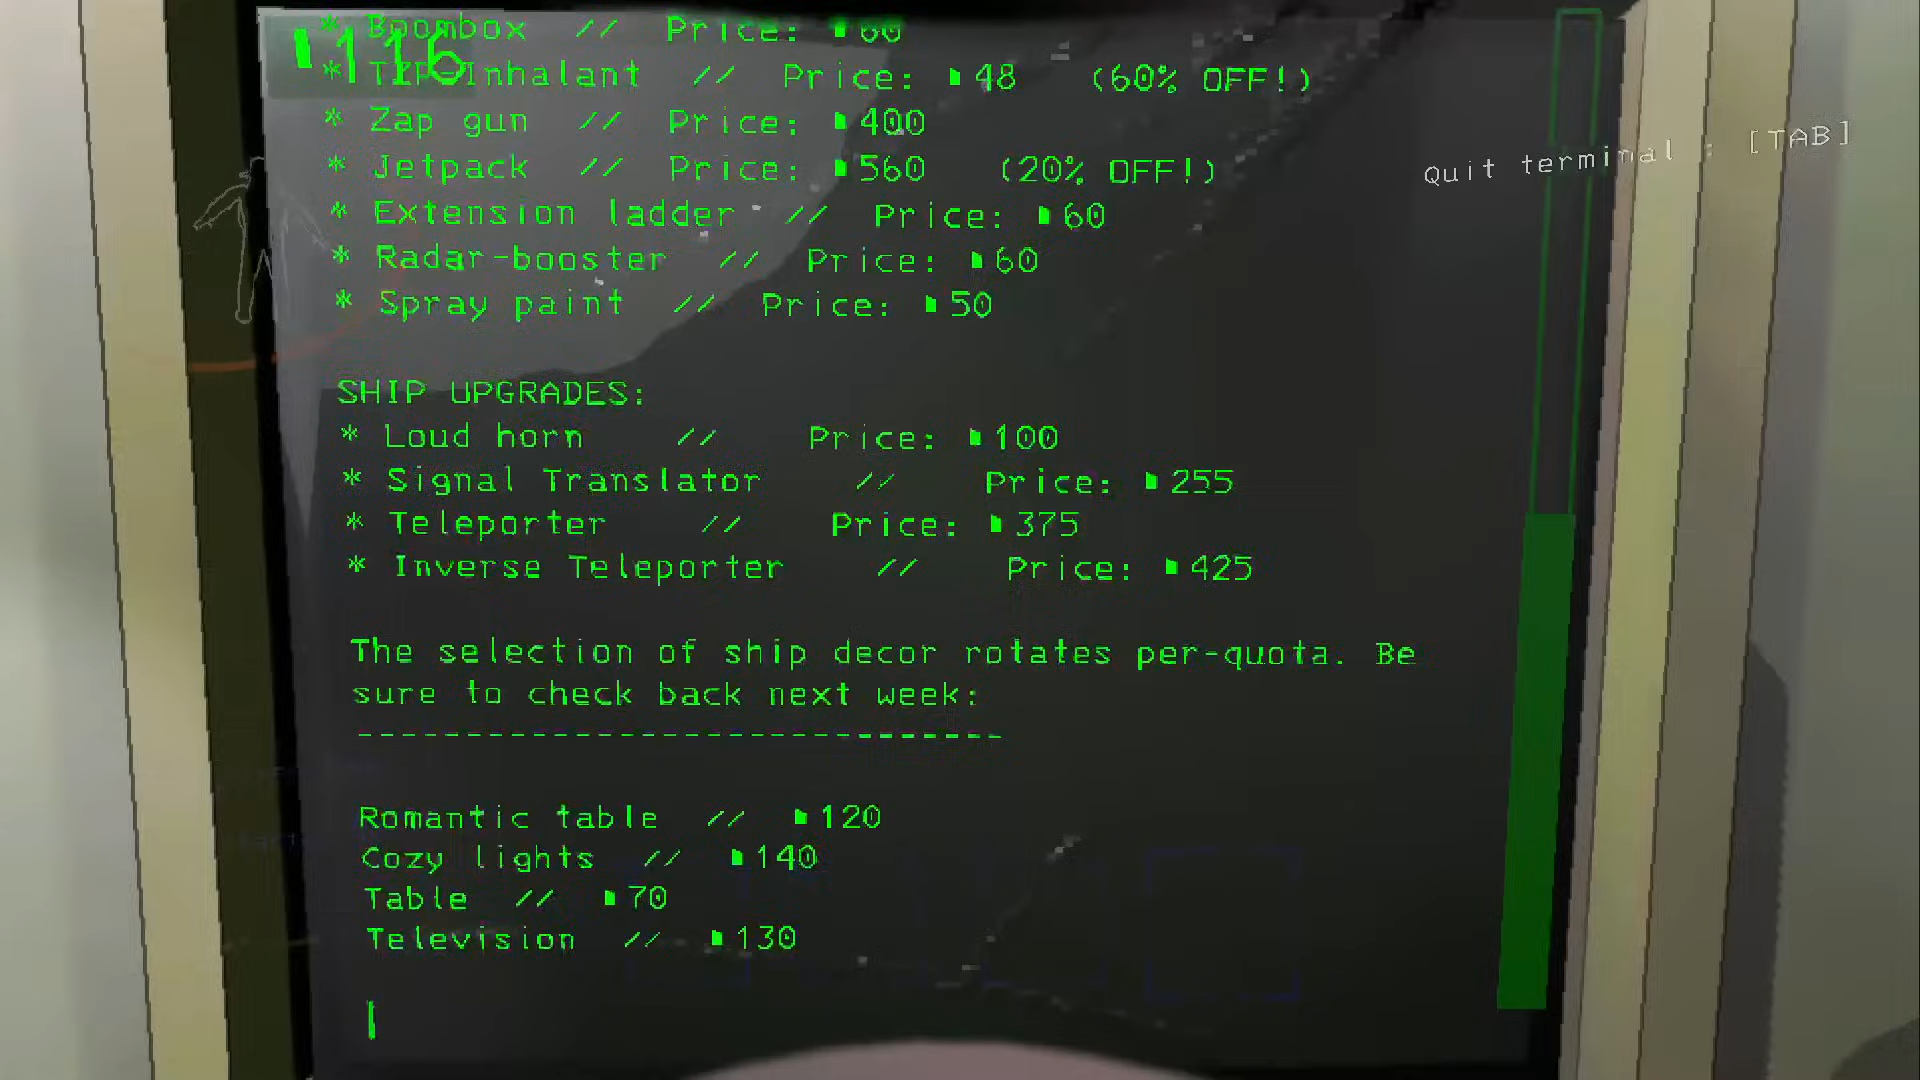 * Boombox // Price: ▮60
▮116
* TZP-Inhalant // Price: ▮48 (60% OFF!)
* Zap gun // Price: ▮400
* Jetpack // Price: ▮560 (20% OFF!)
* Extension ladder // Price: ▮60
* Radar-booster // Price: ▮60
* Spray paint // Price: ▮50
Quit terminal : [TAB]
SHIP UPGRADES:
* Loud horn // Price: ▮100
* Signal Translator // Price: ▮255
* Teleporter // Price: ▮375
* Inverse Teleporter // Price: ▮425
The selection of ship decor rotates per-quota. Be
sure to check back next week:
------------------------------
Romantic table // ▮120
Cozy lights // ▮140
Table // ▮70
Television // ▮130